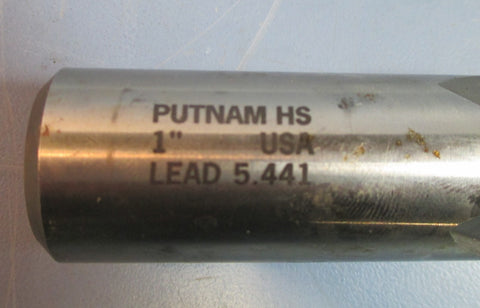 PUTNAM HS
1" USA
LEAD 5.441